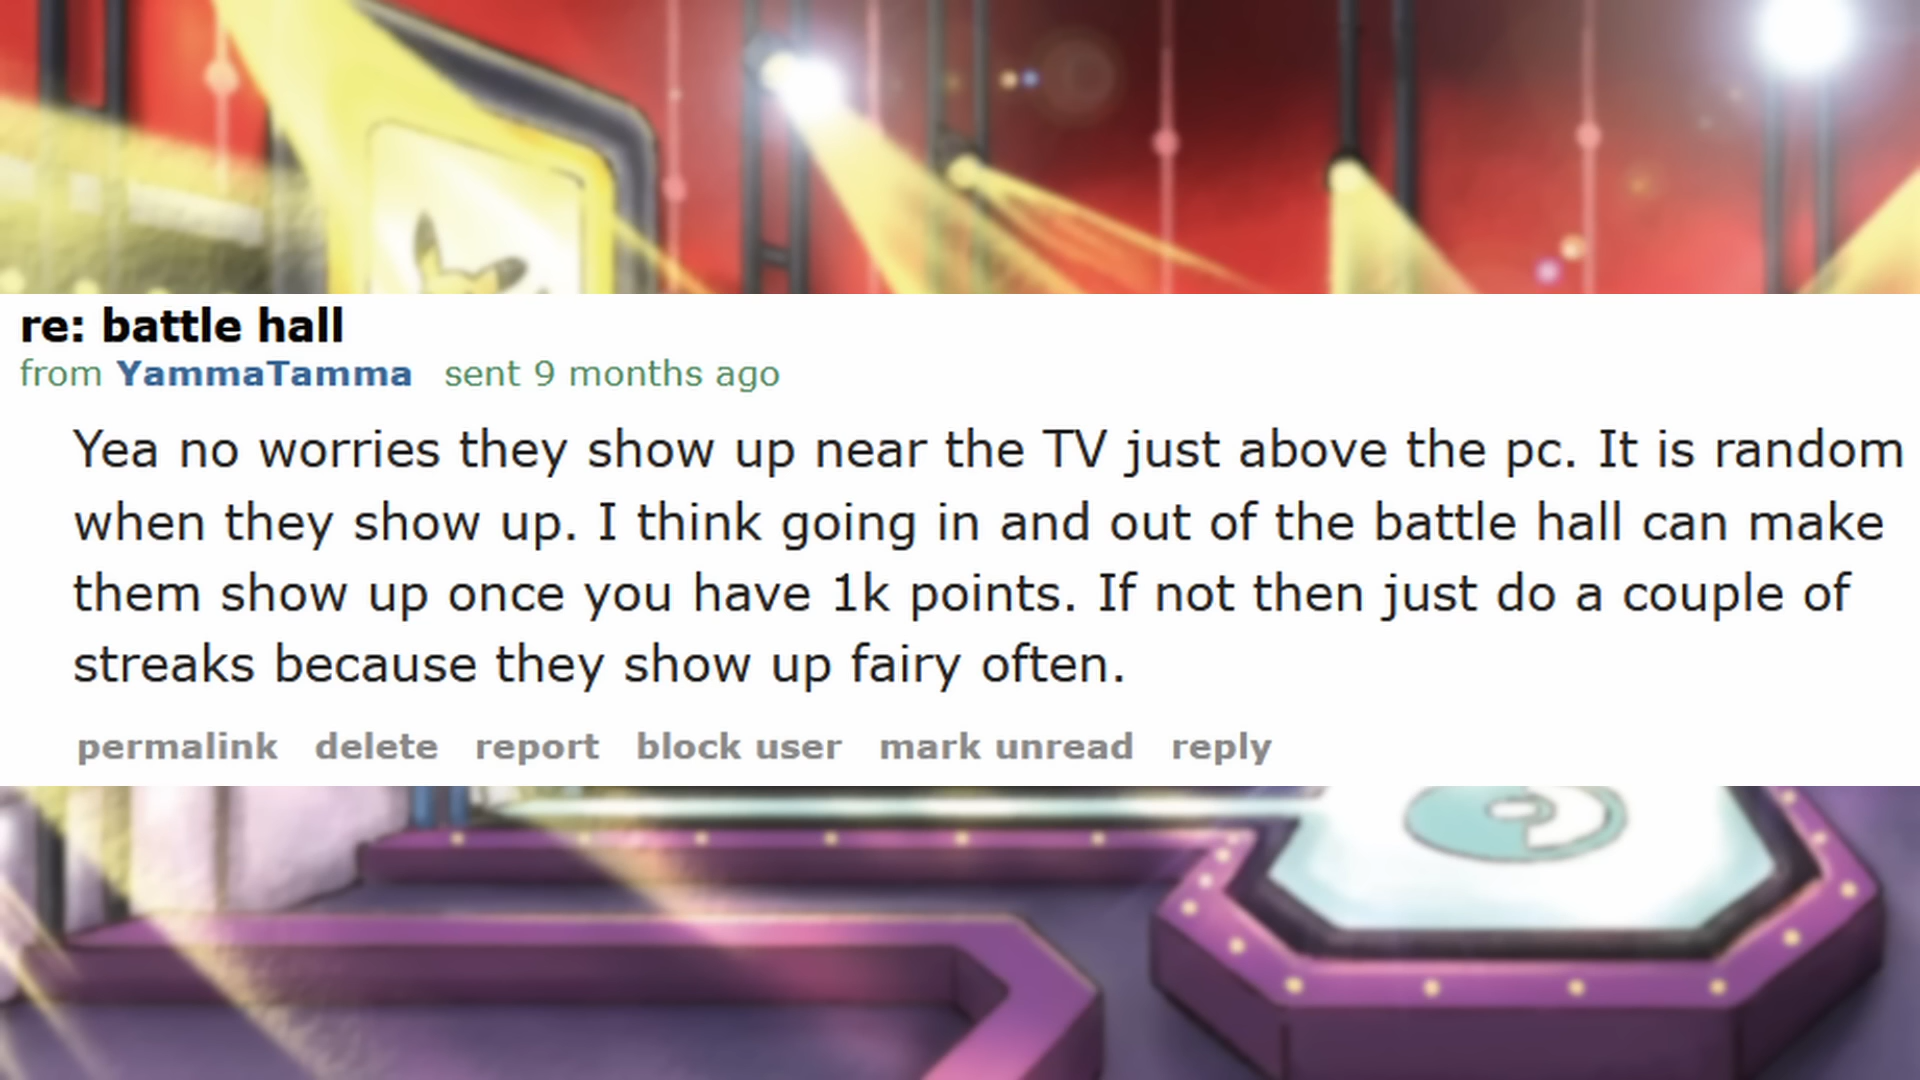 re: battle hall
from YammaTamma sent 9 months ago
Yea no worries they show up near the TV just above the pc. It is random
when they show up. I think going in and out of the battle hall can make
them show up once you have 1k points. If not then just do a couple of
streaks because they show up fairy often.
permalink delete report block user mark unread reply